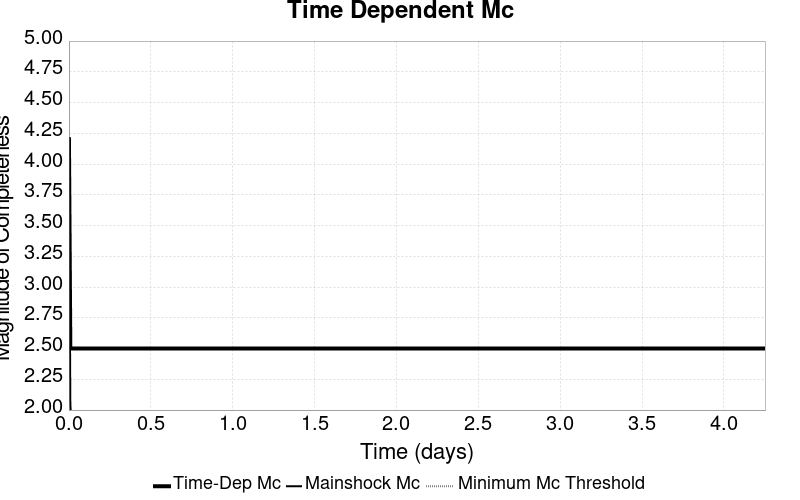 Time Dependent Mc
5.00
4.75
4.50
4.25
4.00
3.75
3.50
3.25
3.00
2.75
2.50
2.25
2.00
Magnitude of Completeness
0.0 0.5 1.0 1.5 2.0 2.5 3.0 3.5 4.0
Time (days)
Time-Dep Mc Mainshock Mc Minimum Mc Threshold